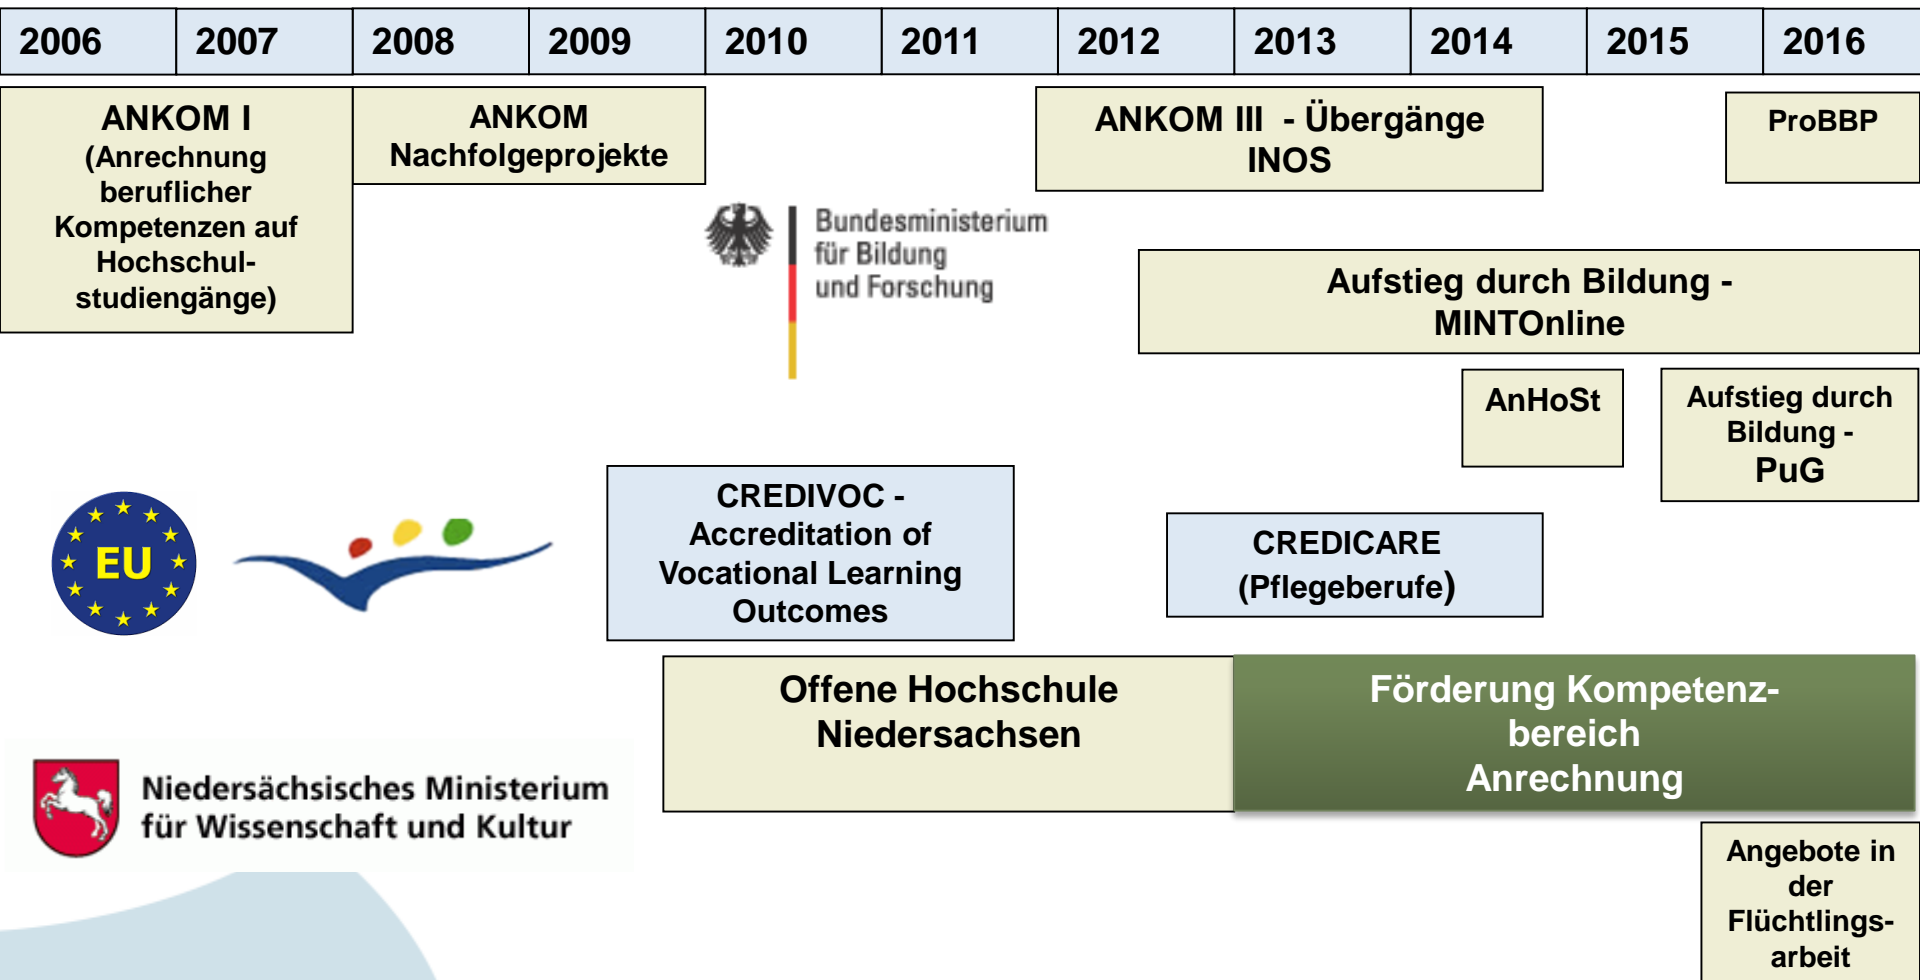 2006 2007 2008 2009 2010 2011 2012 2013 2014 2015 2016
ANKOM I
(Anrechnung
beruflicher
Kompetenzen auf
Hochschul-
studiengänge)
ANKOM
Nachfolgeprojekte
ANKOM III - Übergänge
INOS
ProBBP
Bundesministerium
für Bildung
und Forschung
Aufstieg durch Bildung -
MINTOnline
AnHoSt
Aufstieg durch
Bildung -
PuG
EU
CREDIVOC -
Accreditation of
Vocational Learning
Outcomes
CREDICARE
(Pflegeberufe)
Offene Hochschule
Niedersachsen
Förderung Kompetenz-
bereich
Anrechnung
Niedersächsisches Ministerium
für Wissenschaft und Kultur
Angebote in
der
Flüchtlings-
arbeit